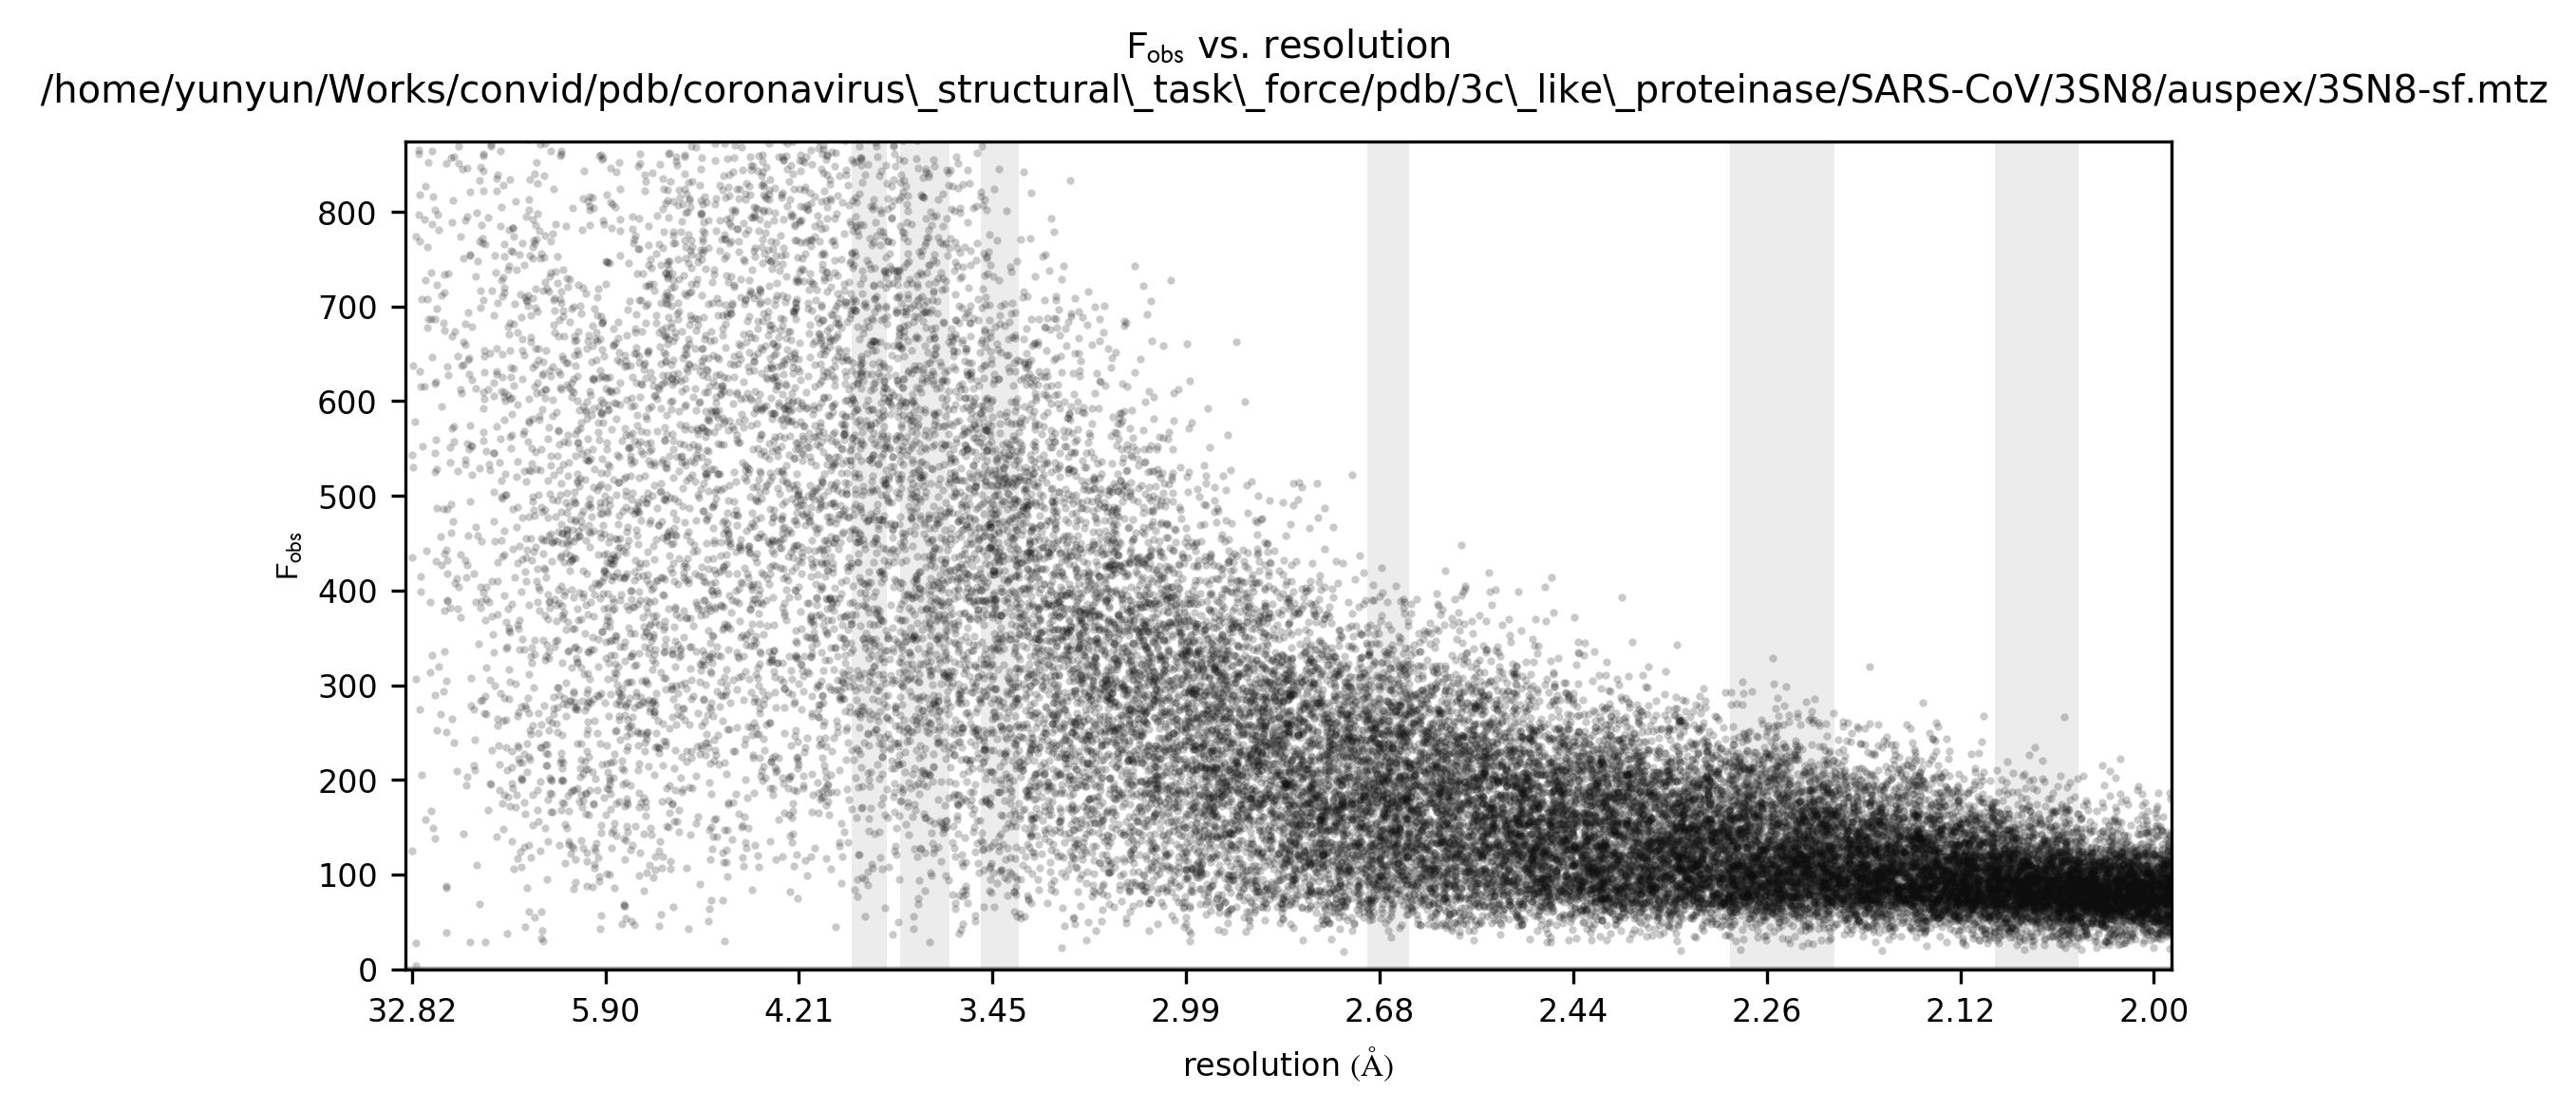 Fobs vs. resolution
/home/yunyun/Works/convid/pdb/coronavirus\_structural\_task\_force/pdb/3c\_like\_proteinase/SARS-CoV/3SN8/auspex/3SN8-sf.mtz
800
700
600
500
400
300
200
100
0
Fobs
32.82 5.90 4.21 3.45 2.99 2.68 2.44 2.26 2.12 2.00
resolution (Å)